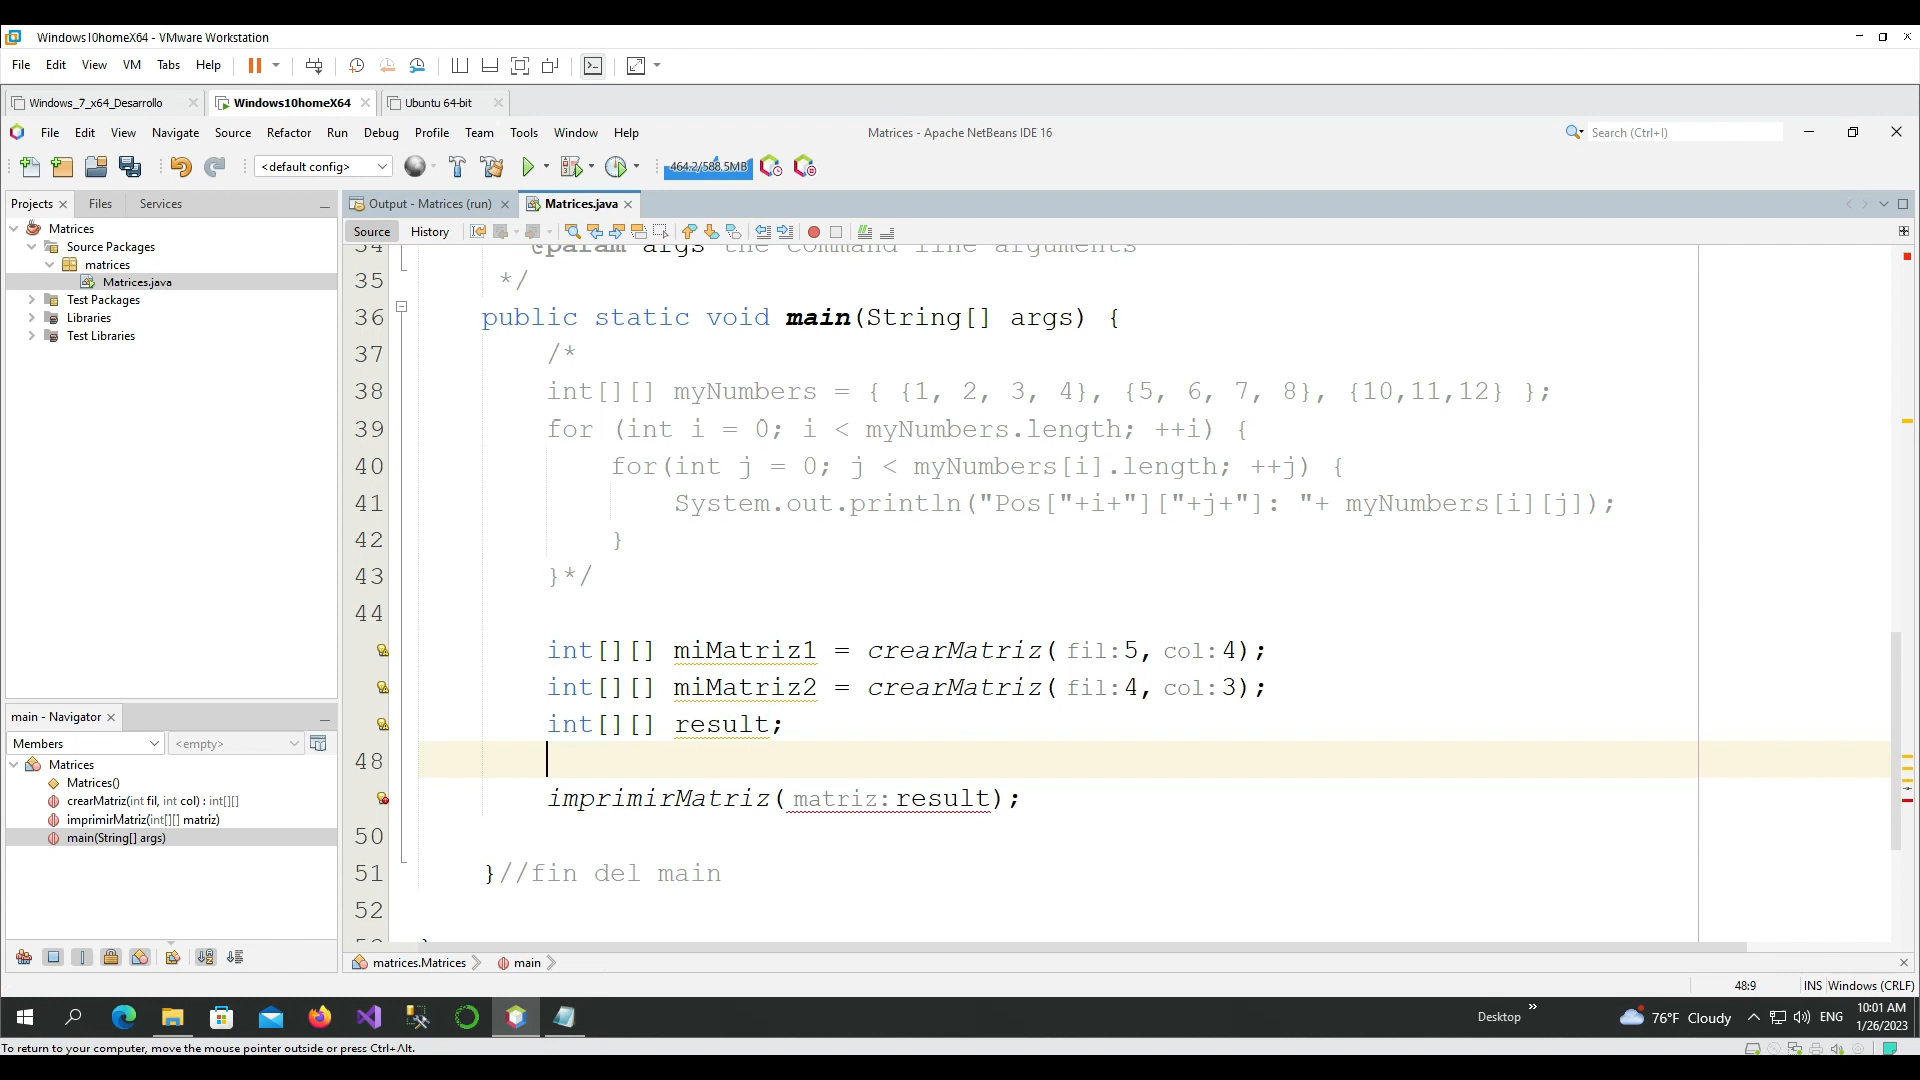 Windows10homeX64 - VMware Workstation
File Edit View VM Tabs Help
Windows_7_x64_Desarrollo Windows10homeX64 Ubuntu 64-bit
File Edit View Navigate Source Refactor Run Debug Profile Team Tools Window Help Matrices - Apache NetBeans IDE 16 Search (Ctrl+I)
<default config> 464.2/588.5MB
Projects Files Services Output - Matrices (run) Matrices.java
Source History
Matrices
Source Packages
matrices
Matrices.java
Test Packages
Libraries
Test Libraries
34 @param args the command line arguments
35 */
36 public static void main(String[] args) {
37 /*
38 int[][] myNumbers = { {1, 2, 3, 4}, {5, 6, 7, 8}, {10,11,12} };
39 for (int i = 0; i < myNumbers.length; ++i) {
40 for(int j = 0; j < myNumbers[i].length; ++j) {
41 System.out.println("Pos["+i+"]["+j+"]: "+ myNumbers[i][j]);
42 }
43 }*/
44
int[][] miMatriz1 = crearMatriz(fil:5, col:4);
int[][] miMatriz2 = crearMatriz(fil:4, col:3);
int[][] result;
48
imprimirMatriz(matriz:result);
50
51 }//fin del main
52
main - Navigator
Members <empty>
Matrices
Matrices()
crearMatriz(int fil, int col) : int[][]
imprimirMatriz(int[][] matriz)
main(String[] args)
matrices.Matrices main
48:9 INS Windows (CRLF)
Desktop 76°F Cloudy ENG 10:01 AM
1/26/2023
To return to your computer, move the mouse pointer outside or press Ctrl+Alt.